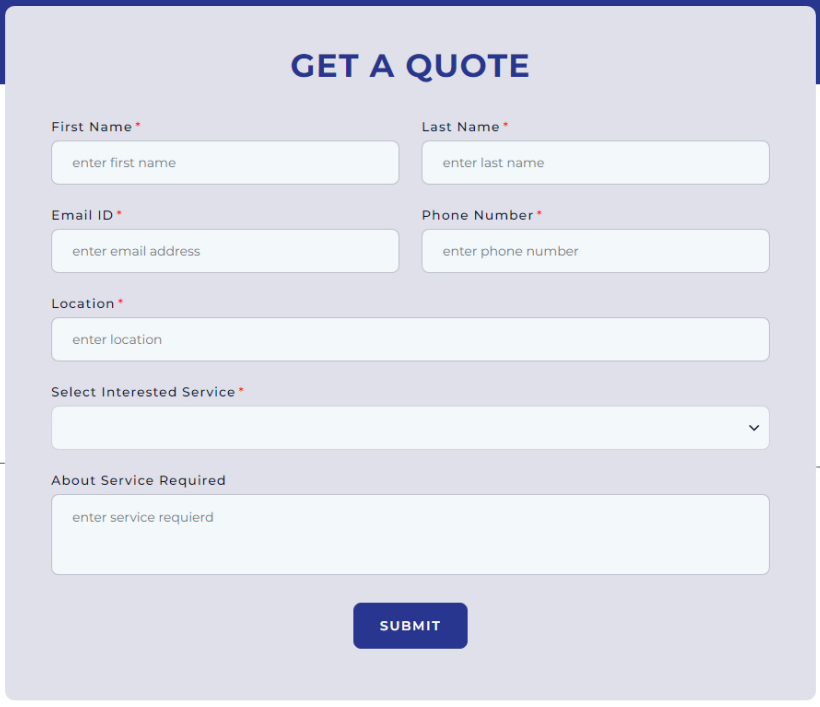 GET A QUOTE
First Name *
Last Name *
enter first name
enter last name
Email ID *
Phone Number *
enter email address
enter phone number
Location *
enter location
Select Interested Service *
About Service Required
enter service requierd
SUBMIT